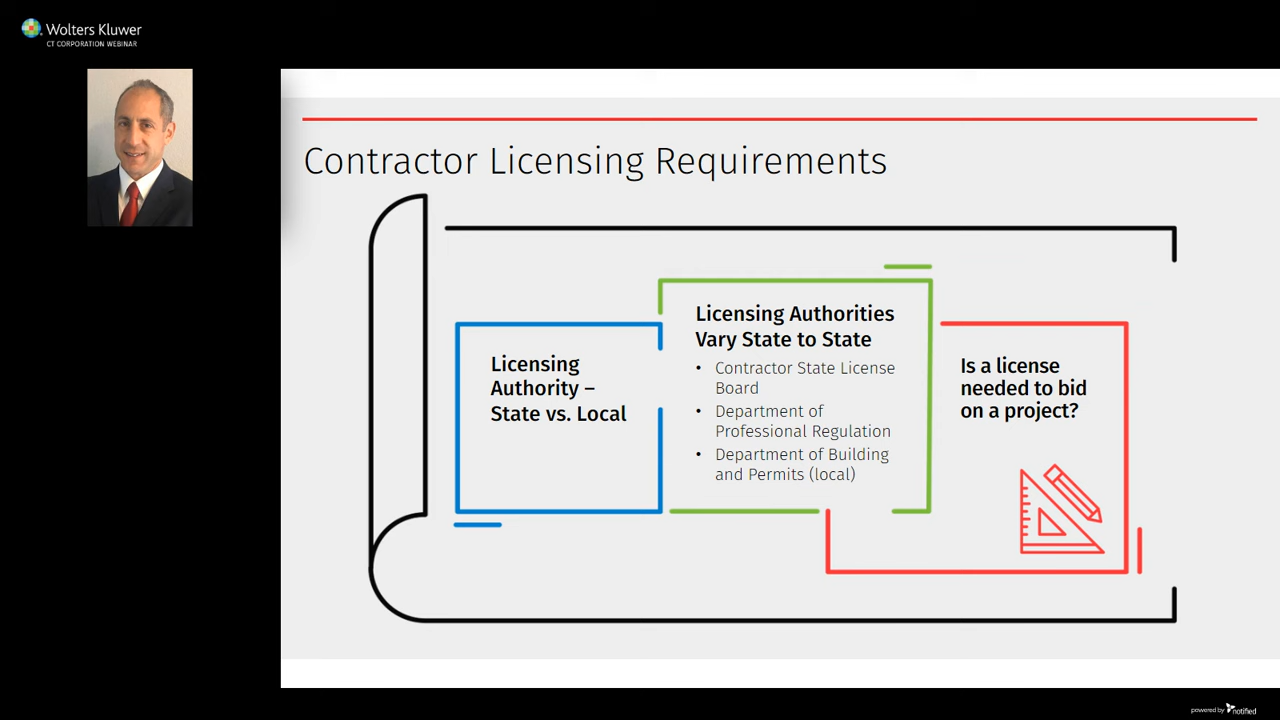 Wolters Kluwer
CT CORPORATION WEBINAR
Contractor Licensing Requirements
Licensing
Authority –
State vs. Local
Licensing Authorities
Vary State to State
• Contractor State License
Board
• Department of
Professional Regulation
• Department of Building
and Permits (local)
Is a license
needed to bid
on a project?
powered by notified